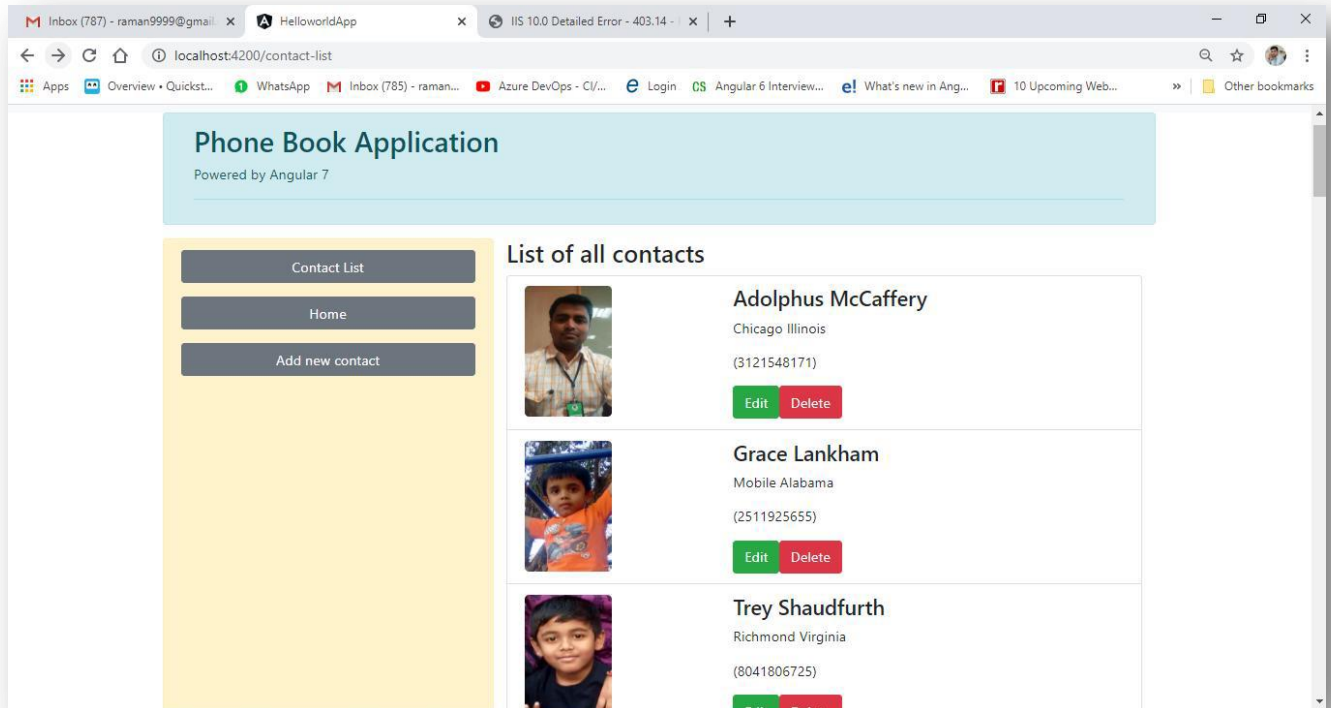 Inbox (787) - raman9999@gmail.
HelloworldApp
IIS 10.0 Detailed Error - 403.14 -
localhost:4200/contact-list
Apps
Overview • Quickst...
WhatsApp
Inbox (785) - raman...
Azure DevOps - CI/...
Login
CS Angular 6 Interview...
What's new in Ang...
10 Upcoming Web...
»
Other bookmarks
Phone Book Application
Powered by Angular 7
Contact List
Home
Add new contact
List of all contacts
Adolphus McCaffery
Chicago Illinois
(3121548171)
Edit Delete
Grace Lankham
Mobile Alabama
(2511925655)
Edit Delete
Trey Shaudfurth
Richmond Virginia
(8041806725)